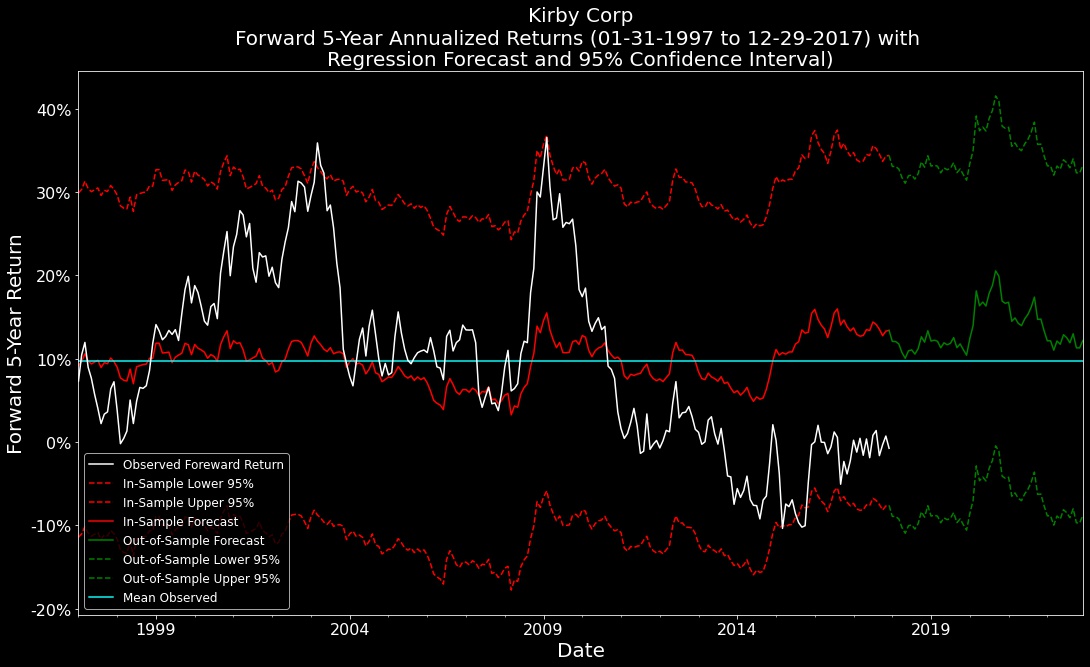 Kirby Corp
Forward 5-Year Annualized Returns (01-31-1997 to 12-29-2017) with
Regression Forecast and 95% Confidence Interval)
Forward 5-Year Return
40%
30%
20%
10%
0%
-10%
-20%
Observed Foreward Return
In-Sample Lower 95%
In-Sample Upper 95%
In-Sample Forecast
Out-of-Sample Forecast
Out-of-Sample Lower 95%
Out-of-Sample Upper 95%
Mean Observed
1999
2004
2009
2014
2019
Date